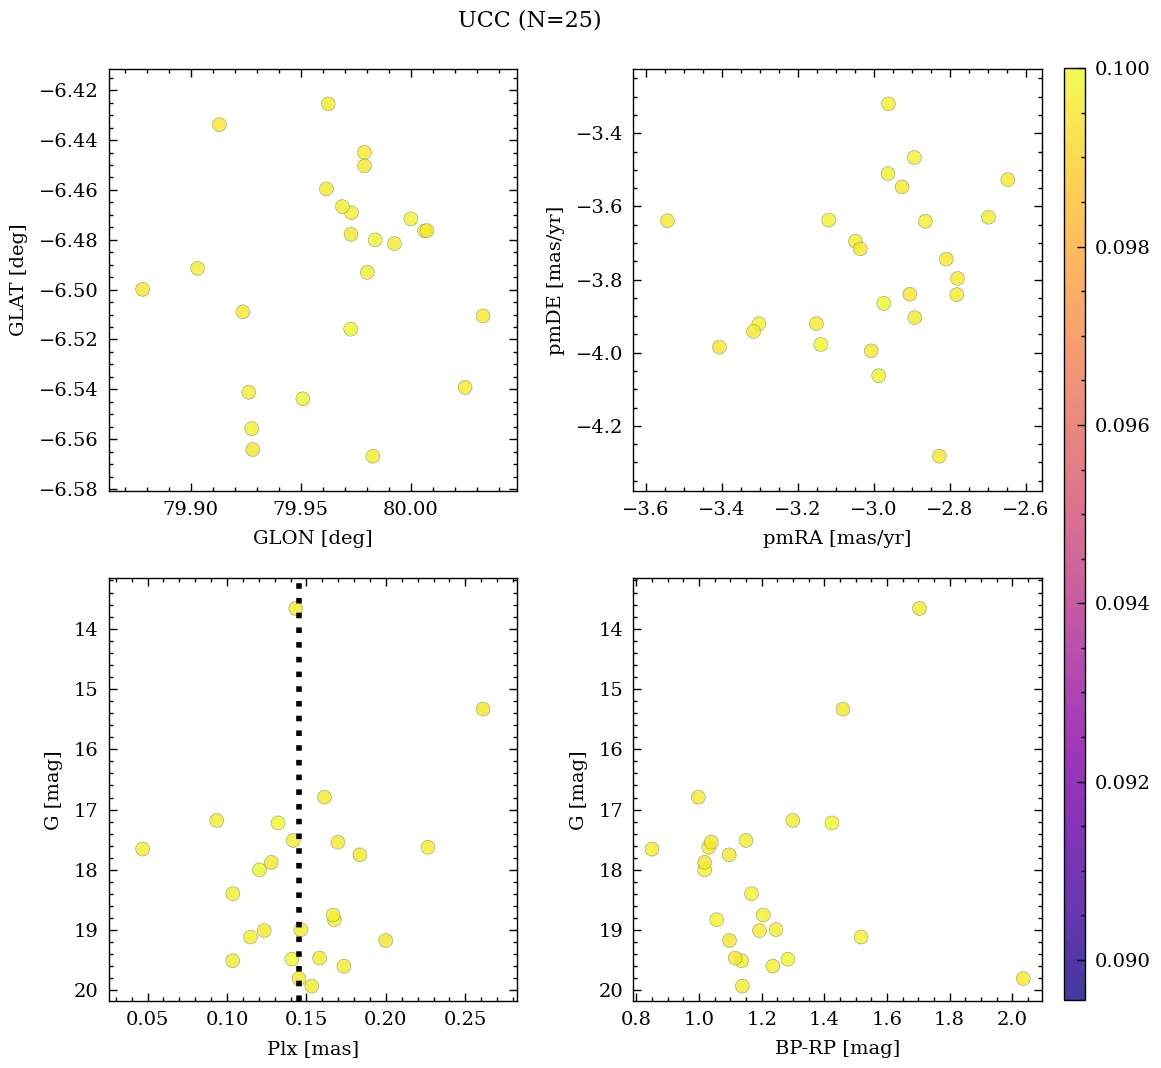 UCC (N=25)
−6.42
−6.44
−6.46
−6.48
−6.50
−6.52
−6.54
−6.56
−6.58
GLAT [deg]
79.90 79.95 80.00
GLON [deg]
−3.4
−3.6
−3.8
−4.0
−4.2
pmDE [mas/yr]
−3.6 −3.4 −3.2 −3.0 −2.8 −2.6
pmRA [mas/yr]
14
15
16
17
18
19
20
G [mag]
0.05 0.10 0.15 0.20 0.25
Plx [mas]
14
15
16
17
18
19
20
G [mag]
0.8 1.0 1.2 1.4 1.6 1.8 2.0
BP-RP [mag]
0.100
0.098
0.096
0.094
0.092
0.090